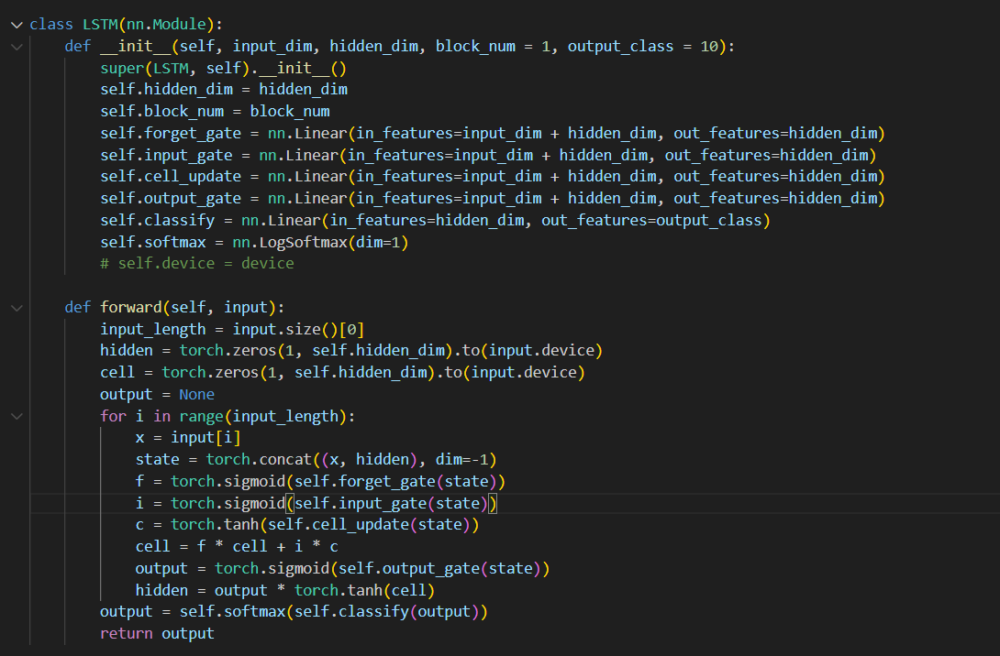 class LSTM(nn.Module):
    def __init__(self, input_dim, hidden_dim, block_num = 1, output_class = 10):
        super(LSTM, self).__init__()
        self.hidden_dim = hidden_dim
        self.block_num = block_num
        self.forget_gate = nn.Linear(in_features=input_dim + hidden_dim, out_features=hidden_dim)
        self.input_gate = nn.Linear(in_features=input_dim + hidden_dim, out_features=hidden_dim)
        self.cell_update = nn.Linear(in_features=input_dim + hidden_dim, out_features=hidden_dim)
        self.output_gate = nn.Linear(in_features=input_dim + hidden_dim, out_features=hidden_dim)
        self.classify = nn.Linear(in_features=hidden_dim, out_features=output_class)
        self.softmax = nn.LogSoftmax(dim=1)
        # self.device = device

    def forward(self, input):
        input_length = input.size()[0]
        hidden = torch.zeros(1, self.hidden_dim).to(input.device)
        cell = torch.zeros(1, self.hidden_dim).to(input.device)
        output = None
        for i in range(input_length):
            x = input[i]
            state = torch.concat((x, hidden), dim=-1)
            f = torch.sigmoid(self.forget_gate(state))
            i = torch.sigmoid(self.input_gate(state))
            c = torch.tanh(self.cell_update(state))
            cell = f * cell + i * c
            output = torch.sigmoid(self.output_gate(state))
            hidden = output * torch.tanh(cell)
        output = self.softmax(self.classify(output))
        return output